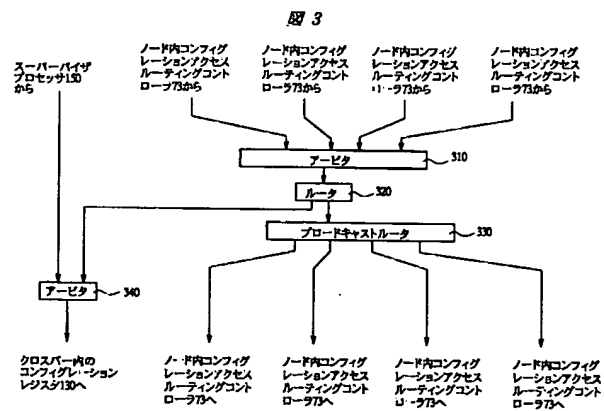 図 3
スーパーバイザ
プロセッサ150
から
ノード内コンフィグ
レーションアクセス
ルーティングコント
ローラ73から
ノード内コンフィグ
レーションアクセス
ルーティングコント
ローラ73から
ノード内コンフィグ
レーションアクセス
ルーティングコント
ローラ73から
ノード内コンフィグ
レーションアクセス
ルーティングコント
ローラ73から
アービタ
310
ルータ
320
ブロードキャストルータ
330
アービタ
340
クロスバー内の
コンフィグレーション
レジスタ130へ
ノード内コンフィグ
レーションアクセス
ルーティングコント
ローラ73へ
ノード内コンフィグ
レーションアクセス
ルーティングコント
ローラ73へ
ノード内コンフィグ
レーションアクセス
ルーティングコント
ローラ73へ
ノード内コンフィグ
レーションアクセス
ルーティングコント
ローラ73へ